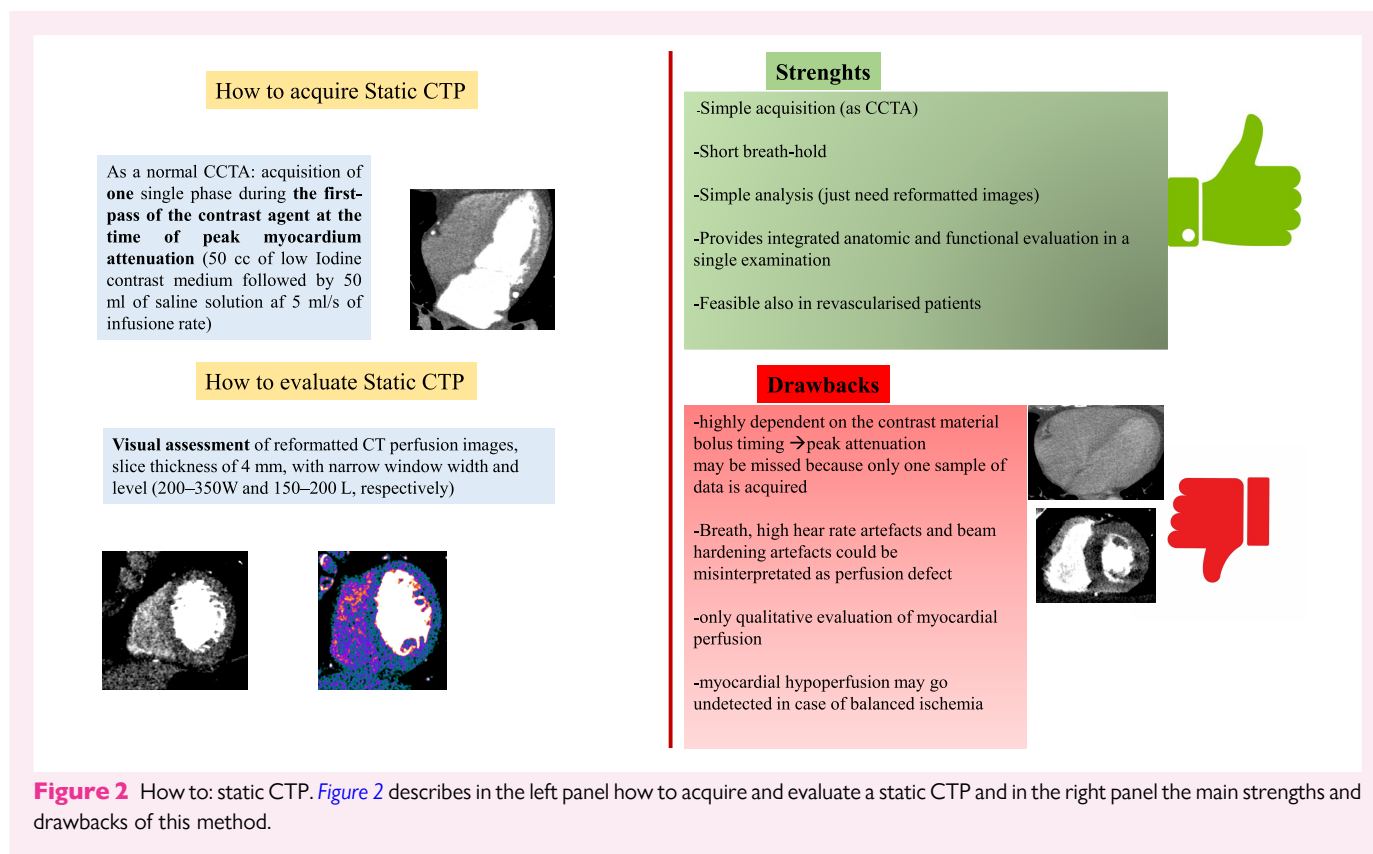 How to acquire Static CTP
As a normal CCTA: acquisition of
one single phase during the first-
pass of the contrast agent at the
time of peak myocardium
attenuation (50 cc of low Iodine
contrast medium followed by 50
ml of saline solution af 5 ml/s of
infusione rate)
How to evaluate Static CTP
Visual assessment of reformatted CT perfusion images,
slice thickness of 4 mm, with narrow window width and
level (200–350W and 150–200 L, respectively)
Strenghts
-Simple acquisition (as CCTA)
-Short breath-hold
-Simple analysis (just need reformatted images)
-Provides integrated anatomic and functional evaluation in a
single examination
-Feasible also in revascularised patients
Drawbacks
-highly dependent on the contrast material
bolus timing →peak attenuation
may be missed because only one sample of
data is acquired
-Breath, high hear rate artefacts and beam
hardening artefacts could be
misinterpretated as perfusion defect
-only qualitative evaluation of myocardial
perfusion
-myocardial hypoperfusion may go
undetected in case of balanced ischemia
Figure 2 How to: static CTP. Figure 2 describes in the left panel how to acquire and evaluate a static CTP and in the right panel the main strengths and
drawbacks of this method.